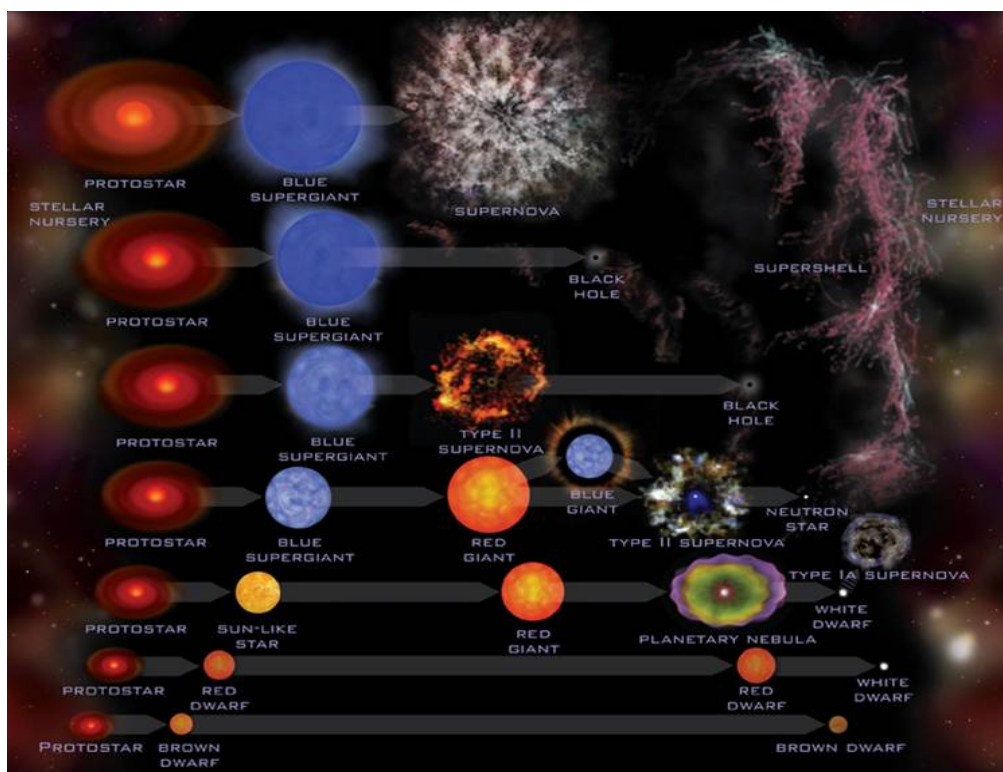 PROTOSTAR
BLUE
SUPERGIANT
SUPERNOVA
STELLAR
NURSERY
STELLAR
NURSERY
PROTOSTAR
BLUE
SUPERGIANT
BLACK
HOLE
SUPERSHELL
PROTOSTAR
BLUE
SUPERGIANT
TYPE II
SUPERNOVA
BLACK
HOLE
PROTOSTAR
BLUE
SUPERGIANT
RED
GIANT
BLUE
GIANT
TYPE II SUPERNOVA
NEUTRON
STAR
PROTOSTAR
SUN-LIKE
STAR
RED
GIANT
PLANETARY NEBULA
TYPE IA SUPERNOVA
WHITE
DWARF
PROTOSTAR
RED
DWARF
RED
DWARF
WHITE
DWARF
PROTOSTAR
BROWN
DWARF
BROWN DWARF